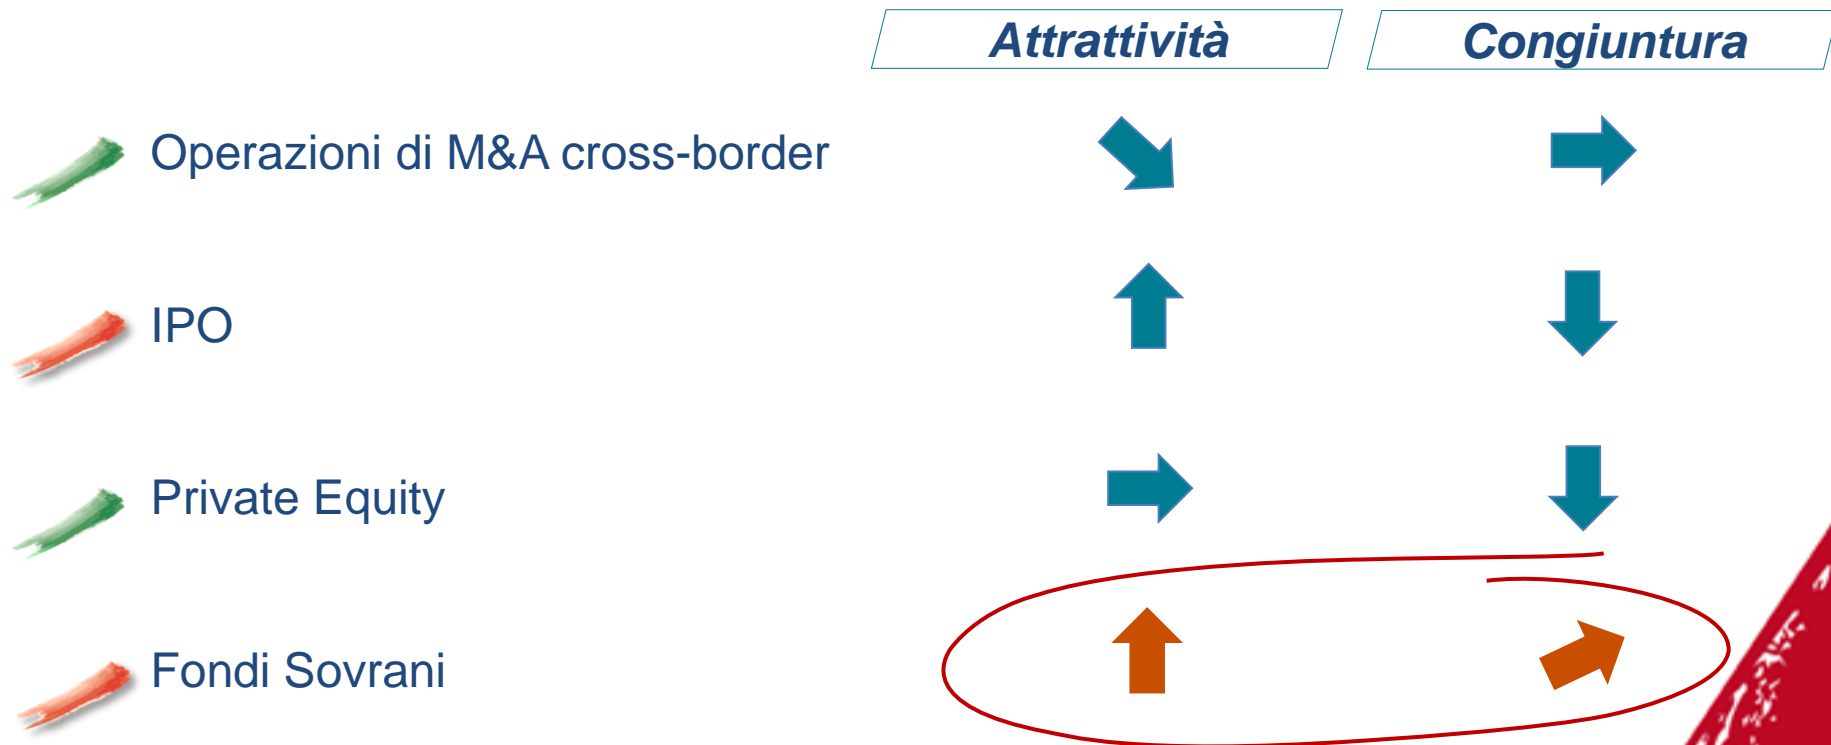 Attrattività
Congiuntura
Operazioni di M&A cross-border
IPO
Private Equity
Fondi Sovrani